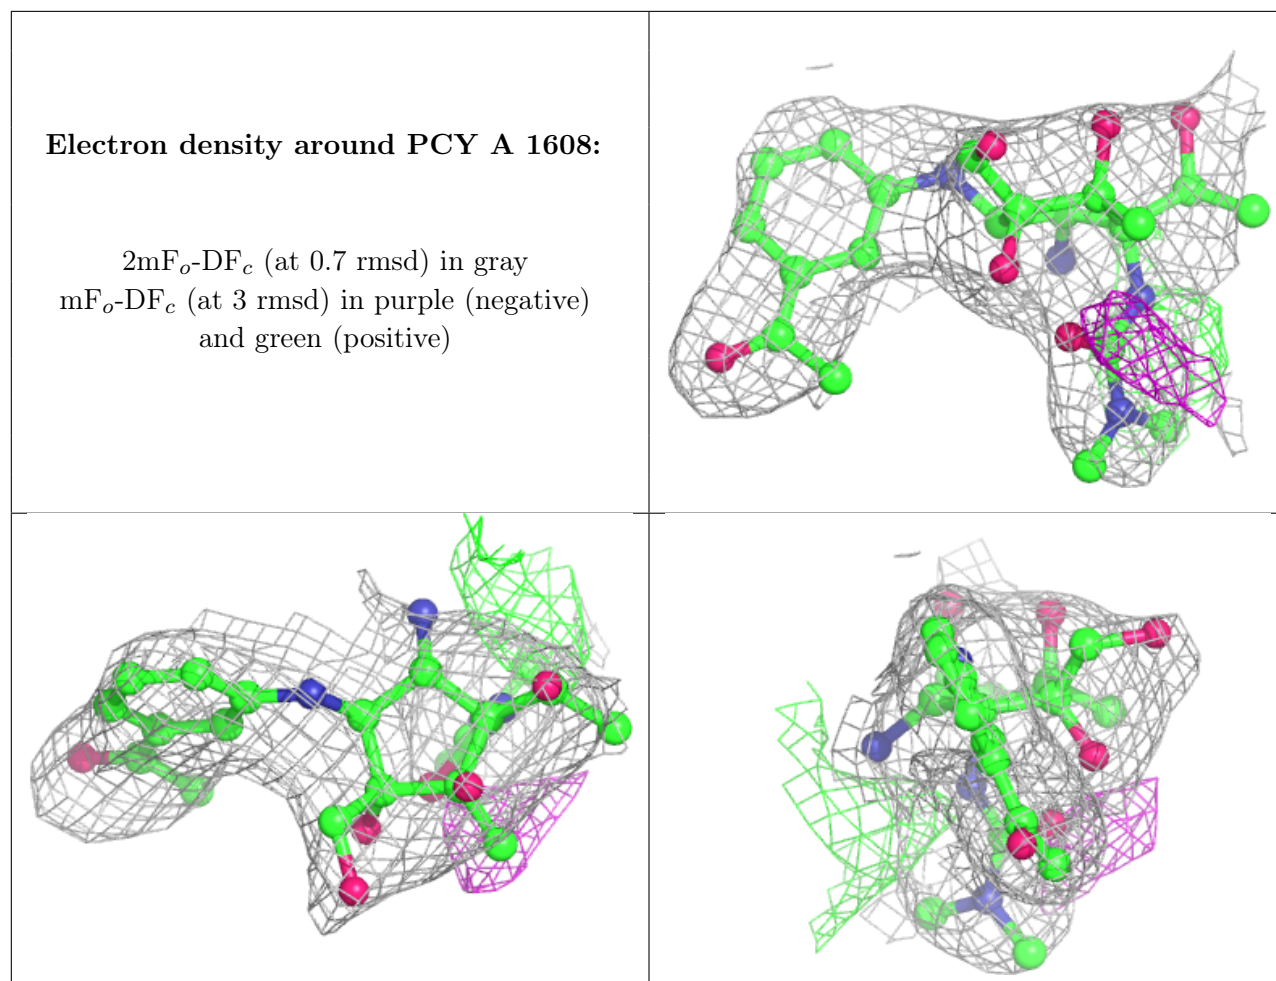 Electron density around PCY A 1608:
2mFo-DFc (at 0.7 rmsd) in gray
mFo-DFc (at 3 rmsd) in purple (negative)
and green (positive)